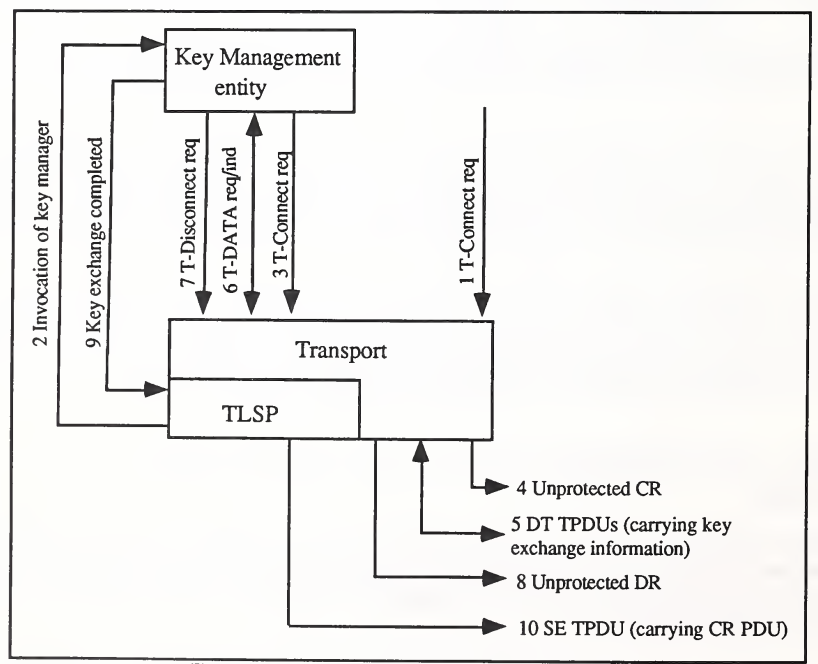 Key Management
entity
2 Invocation of key manager
9 Key exchange completed
7 T-Disconnect req
6 T-DATA req/ind
3 T-Connect req
1 T-Connect req
Transport
TLSP
4 Unprotected CR
5 DT TPDUs (carrying key
exchange information)
8 Unprotected DR
10 SE TPDU (carrying CR PDU)